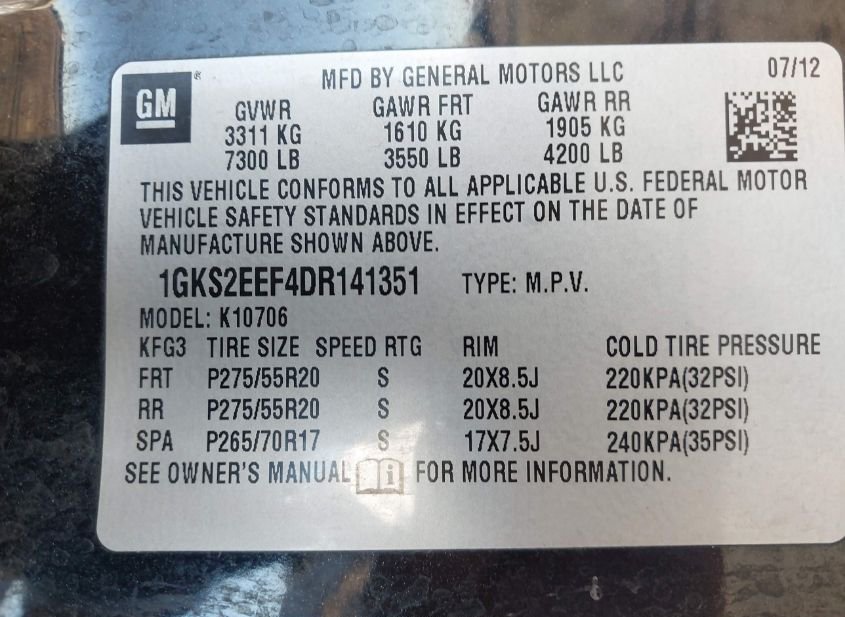 GM ® MFD BY GENERAL MOTORS LLC 07/12
GVWR GAWR FRT GAWR RR
3311 KG 1610 KG 1905 KG
7300 LB 3550 LB 4200 LB
THIS VEHICLE CONFORMS TO ALL APPLICABLE U.S. FEDERAL MOTOR
VEHICLE SAFETY STANDARDS IN EFFECT ON THE DATE OF
MANUFACTURE SHOWN ABOVE.
1GKS2EEF4DR141351 TYPE: M.P.V.
MODEL: K10706
KFG3 TIRE SIZE SPEED RTG RIM COLD TIRE PRESSURE
FRT P275/55R20 S 20X8.5J 220KPA(32PSI)
RR P275/55R20 S 20X8.5J 220KPA(32PSI)
SPA P265/70R17 S 17X7.5J 240KPA(35PSI)
SEE OWNER'S MANUAL i FOR MORE INFORMATION.